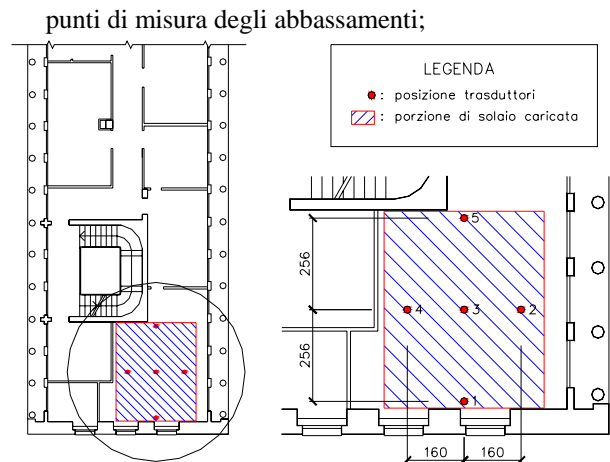 punti di misura degli abbassamenti;
LEGENDA
: posizione trasduttori
: porzione di solaio caricata
5
256
4
3
2
256
1
160
160